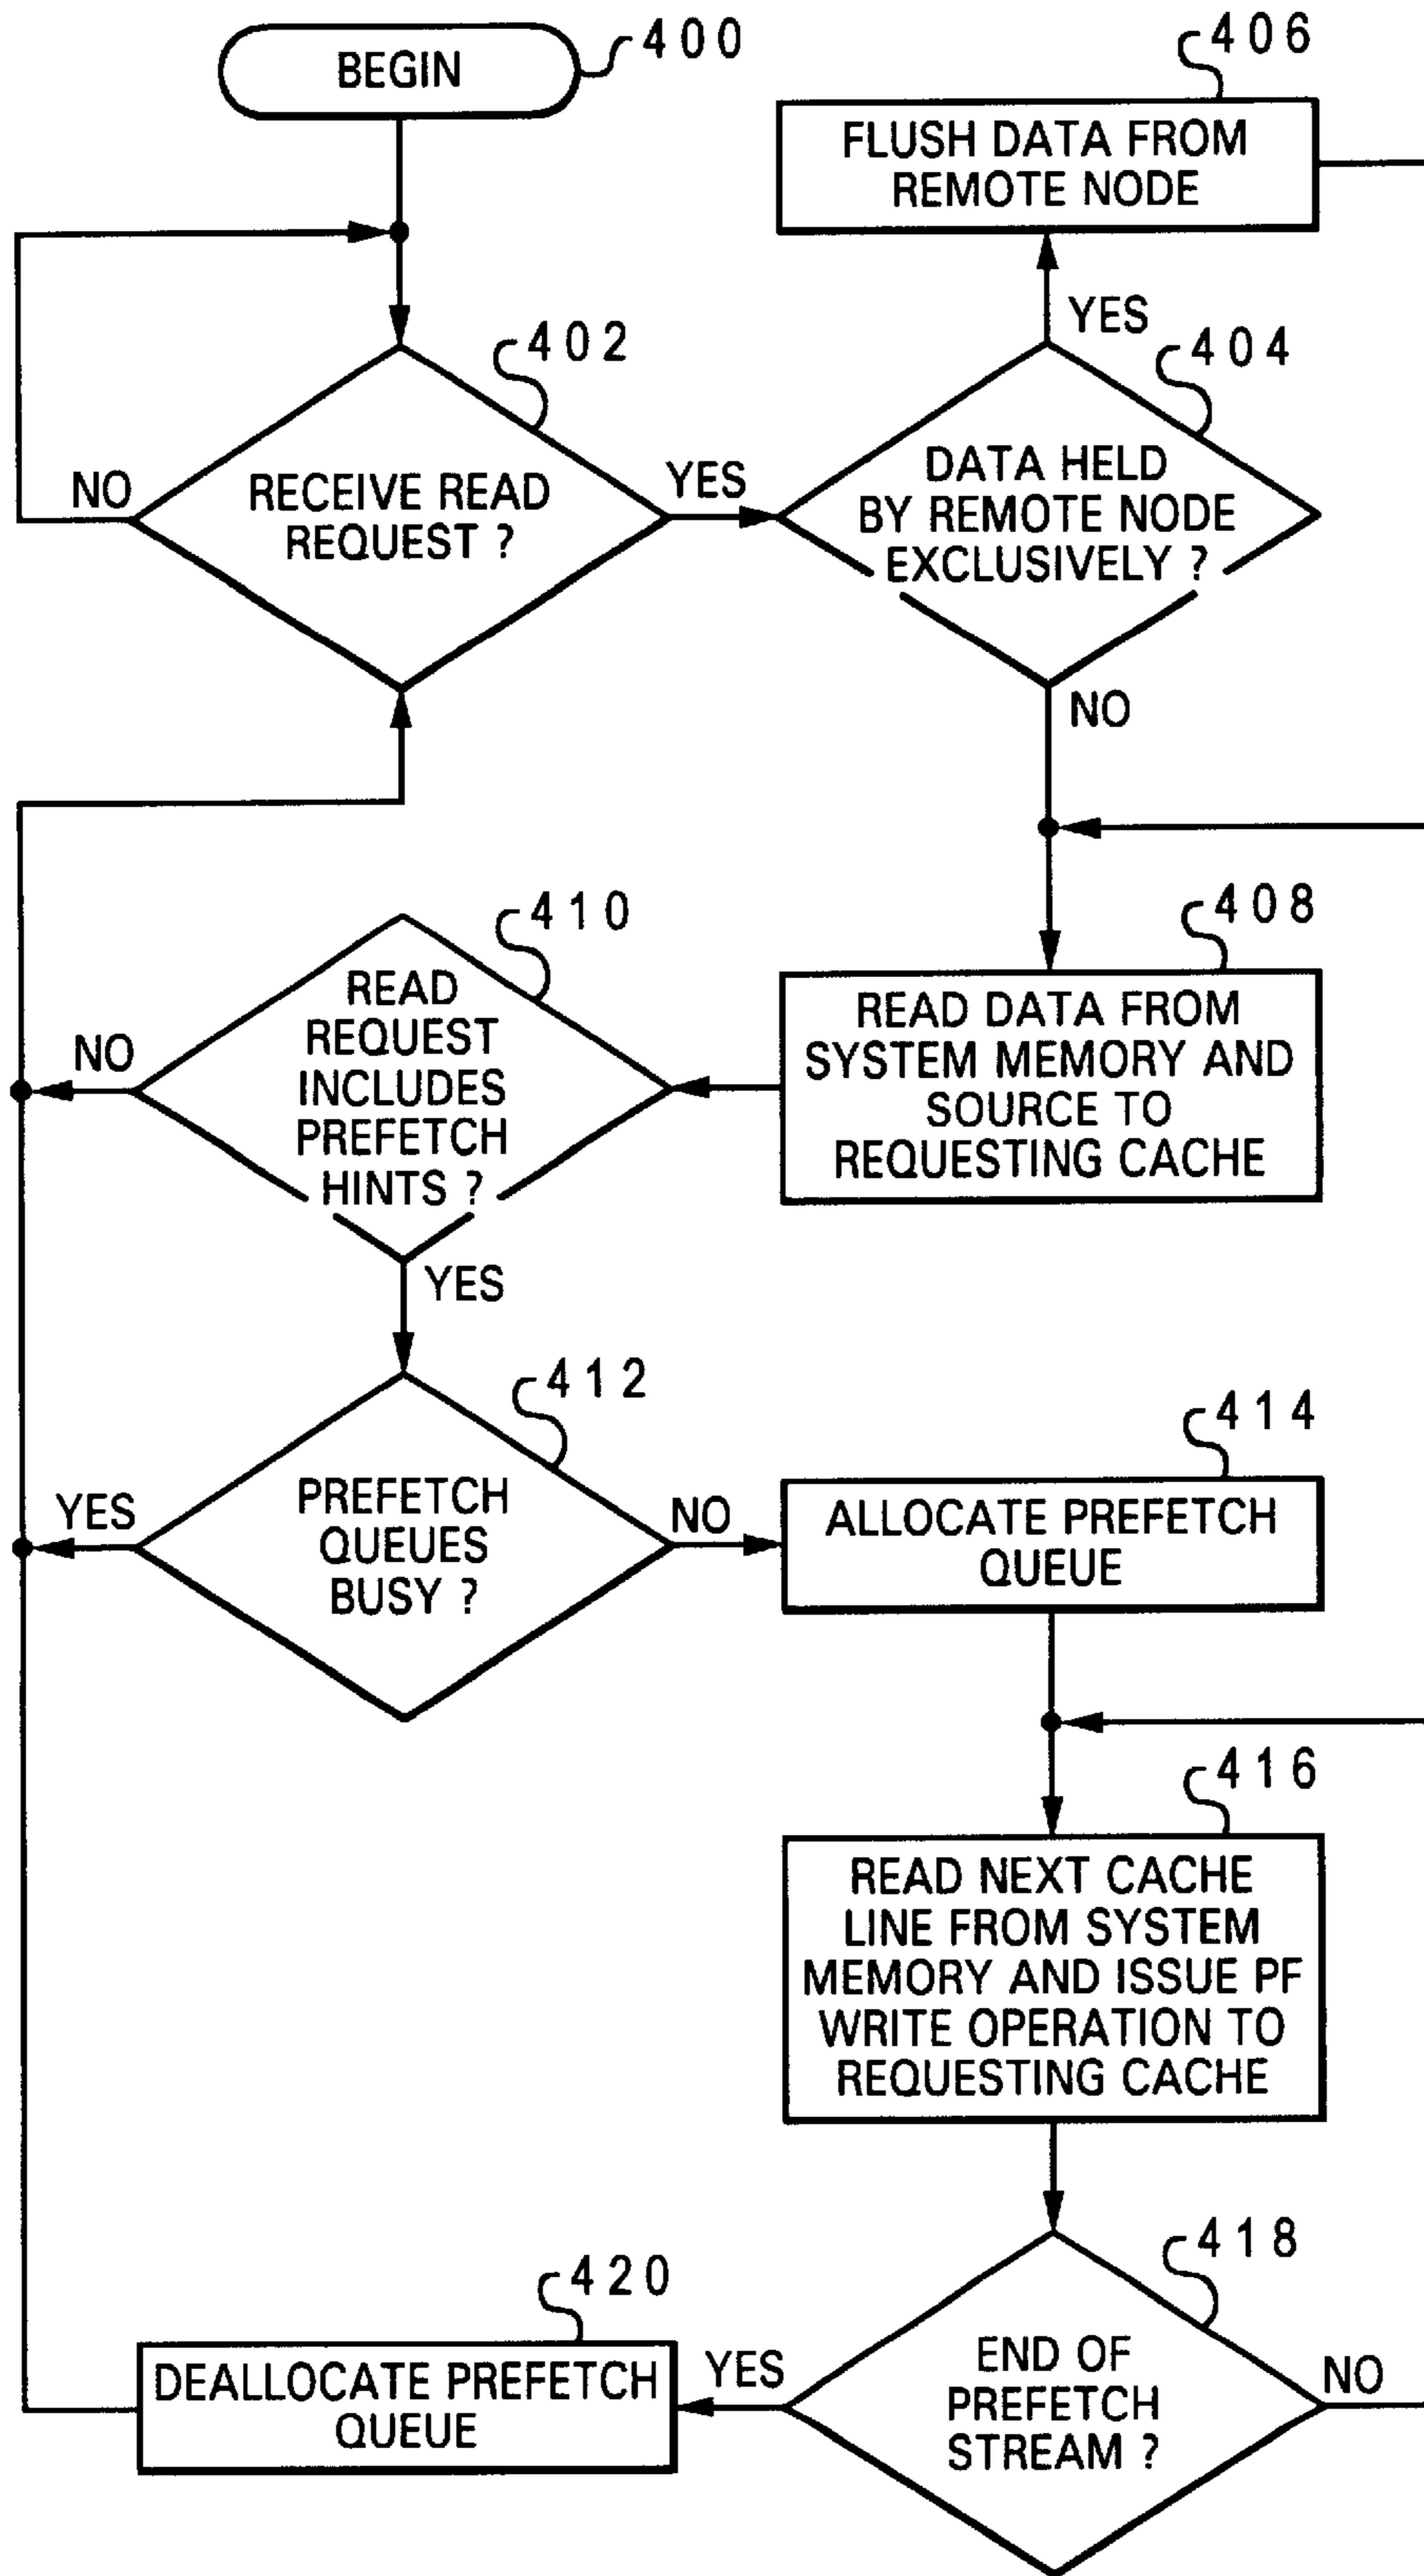 BEGIN
400
406
FLUSH DATA FROM
REMOTE NODE
YES
402
404
NO
RECEIVE READ
REQUEST ?
YES
DATA HELD
BY REMOTE NODE
EXCLUSIVELY ?
NO
410
408
NO
READ
REQUEST
INCLUDES
PREFETCH
HINTS ?
READ DATA FROM
SYSTEM MEMORY AND
SOURCE TO
REQUESTING CACHE
YES
412
414
YES
PREFETCH
QUEUES
BUSY ?
NO
ALLOCATE PREFETCH
QUEUE
416
READ NEXT CACHE
LINE FROM SYSTEM
MEMORY AND ISSUE PF
WRITE OPERATION TO
REQUESTING CACHE
418
420
DEALLOCATE PREFETCH
QUEUE
YES
END OF
PREFETCH
STREAM ?
NO